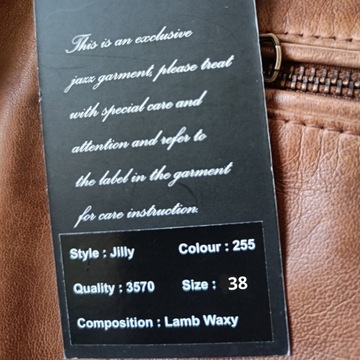 This is an exclusive
jazz garment, please treat
with special care and
attention and refer to
the label in the garment
for care instruction.
Style : Jilly Colour : 255
Quality : 3570 Size : 38
Composition : Lamb Waxy